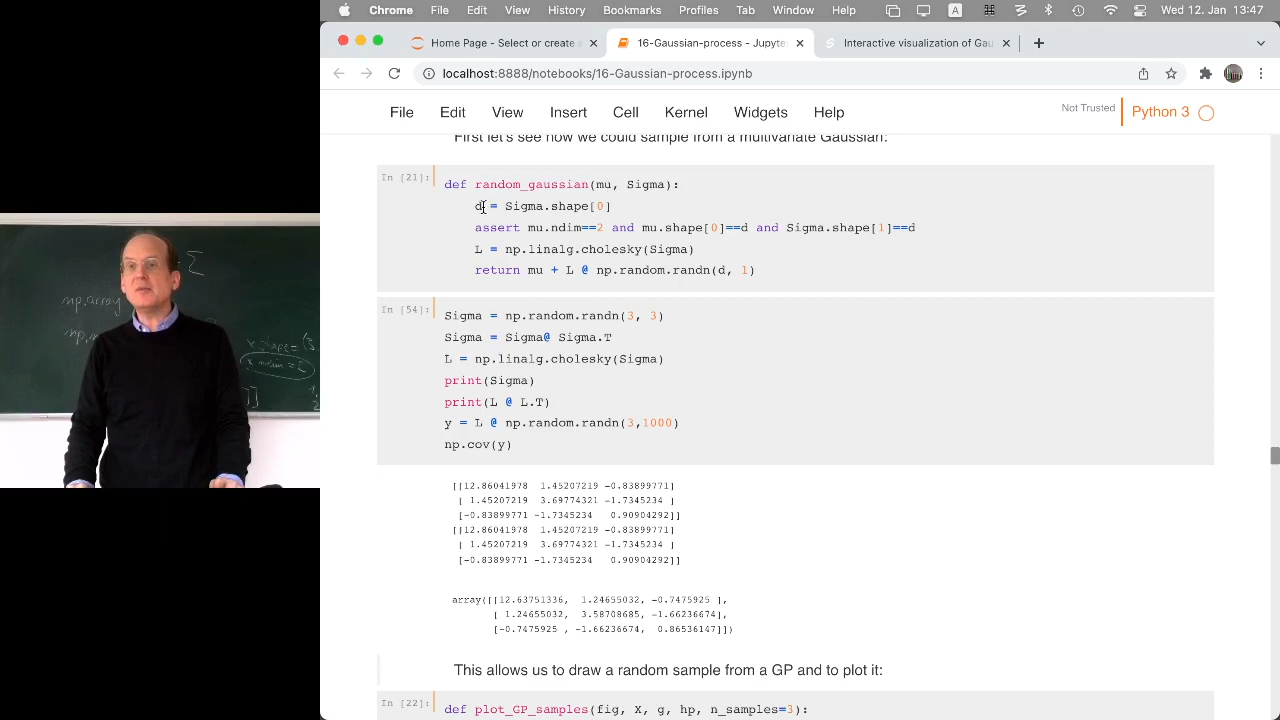 Chrome File Edit View History Bookmarks Profiles Tab Window Help A Wed 12. Jan 13:47
Home Page - Select or create a 16-Gaussian-process - Jupyte Interactive visualization of Gau
localhost:8888/notebooks/16-Gaussian-process.ipynb
File Edit View Insert Cell Kernel Widgets Help Not Trusted Python 3
First let's see how we could sample from a multivariate Gaussian:
In [21]: def random_gaussian(mu, Sigma):
d = Sigma.shape[0]
assert mu.ndim==2 and mu.shape[0]==d and Sigma.shape[1]==d
L = np.linalg.cholesky(Sigma)
return mu + L @ np.random.randn(d, 1)
In [54]: Sigma = np.random.randn(3, 3)
Sigma = Sigma@ Sigma.T
L = np.linalg.cholesky(Sigma)
print(Sigma)
print(L @ L.T)
y = L @ np.random.randn(3,1000)
np.cov(y)
[[12.86041978 1.45207219 -0.83899771]
[ 1.45207219 3.69774321 -1.7345234 ]
[-0.83899771 -1.7345234 0.90904292]]
[[12.86041978 1.45207219 -0.83899771]
[ 1.45207219 3.69774321 -1.7345234 ]
[-0.83899771 -1.7345234 0.90904292]]
array([[12.63751336, 1.24655032, -0.7475925 ],
[ 1.24655032, 3.58708685, -1.66236674],
[-0.7475925 , -1.66236674, 0.86536147]])
This allows us to draw a random sample from a GP and to plot it:
In [22]: def plot_GP_samples(fig, X, g, hp, n_samples=3):
Σ
np.array
x.shape=(3,
x.ndim=2
]]